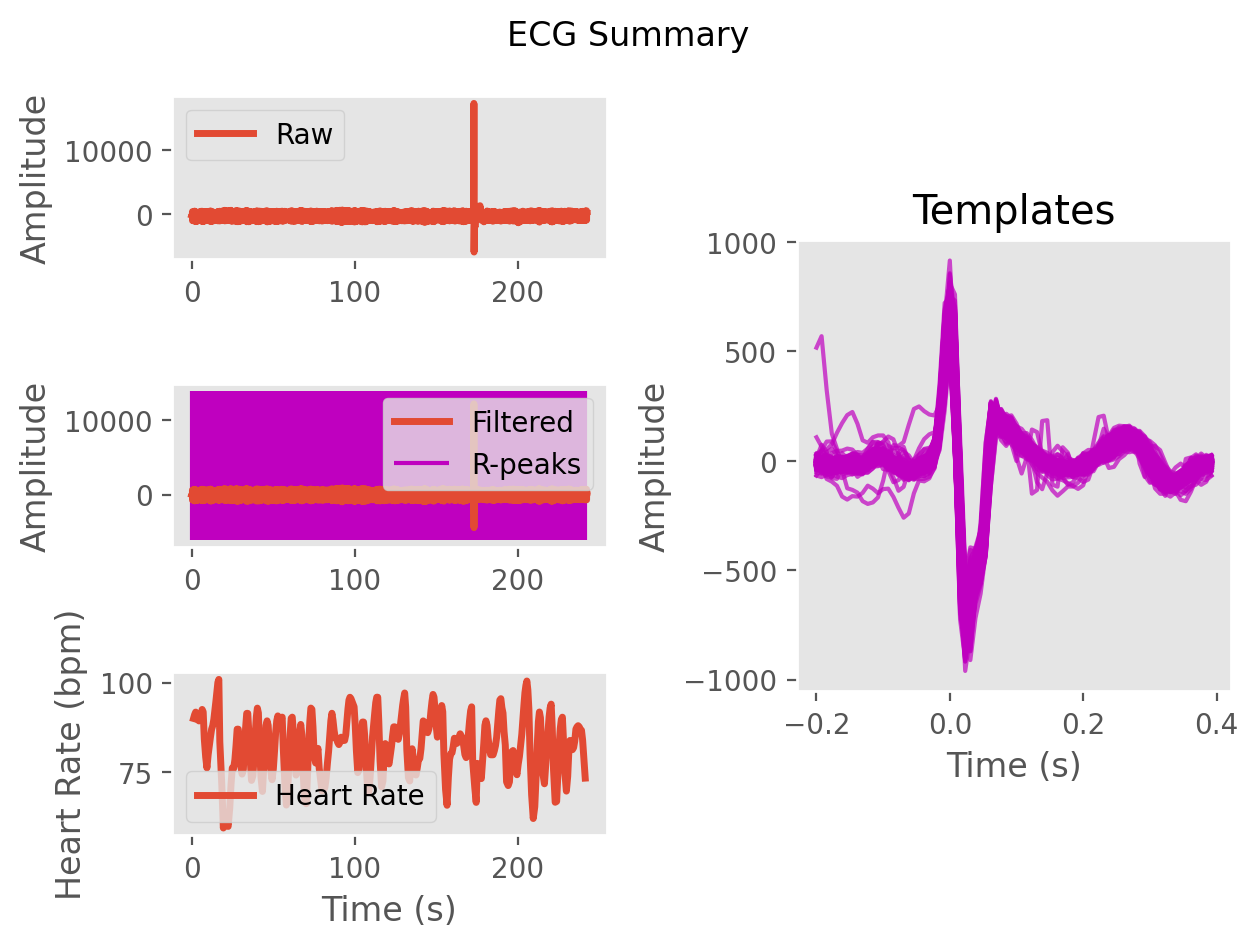 ECG Summary
Amplitude
10000
0
Raw
0 100 200
Amplitude
10000
0
Filtered
R-peaks
0 100 200
Heart Rate (bpm)
100
75
Heart Rate
0 100 200
Time (s)
Templates
Amplitude
1000
500
0
−500
−1000
−0.2 0.0 0.2 0.4
Time (s)